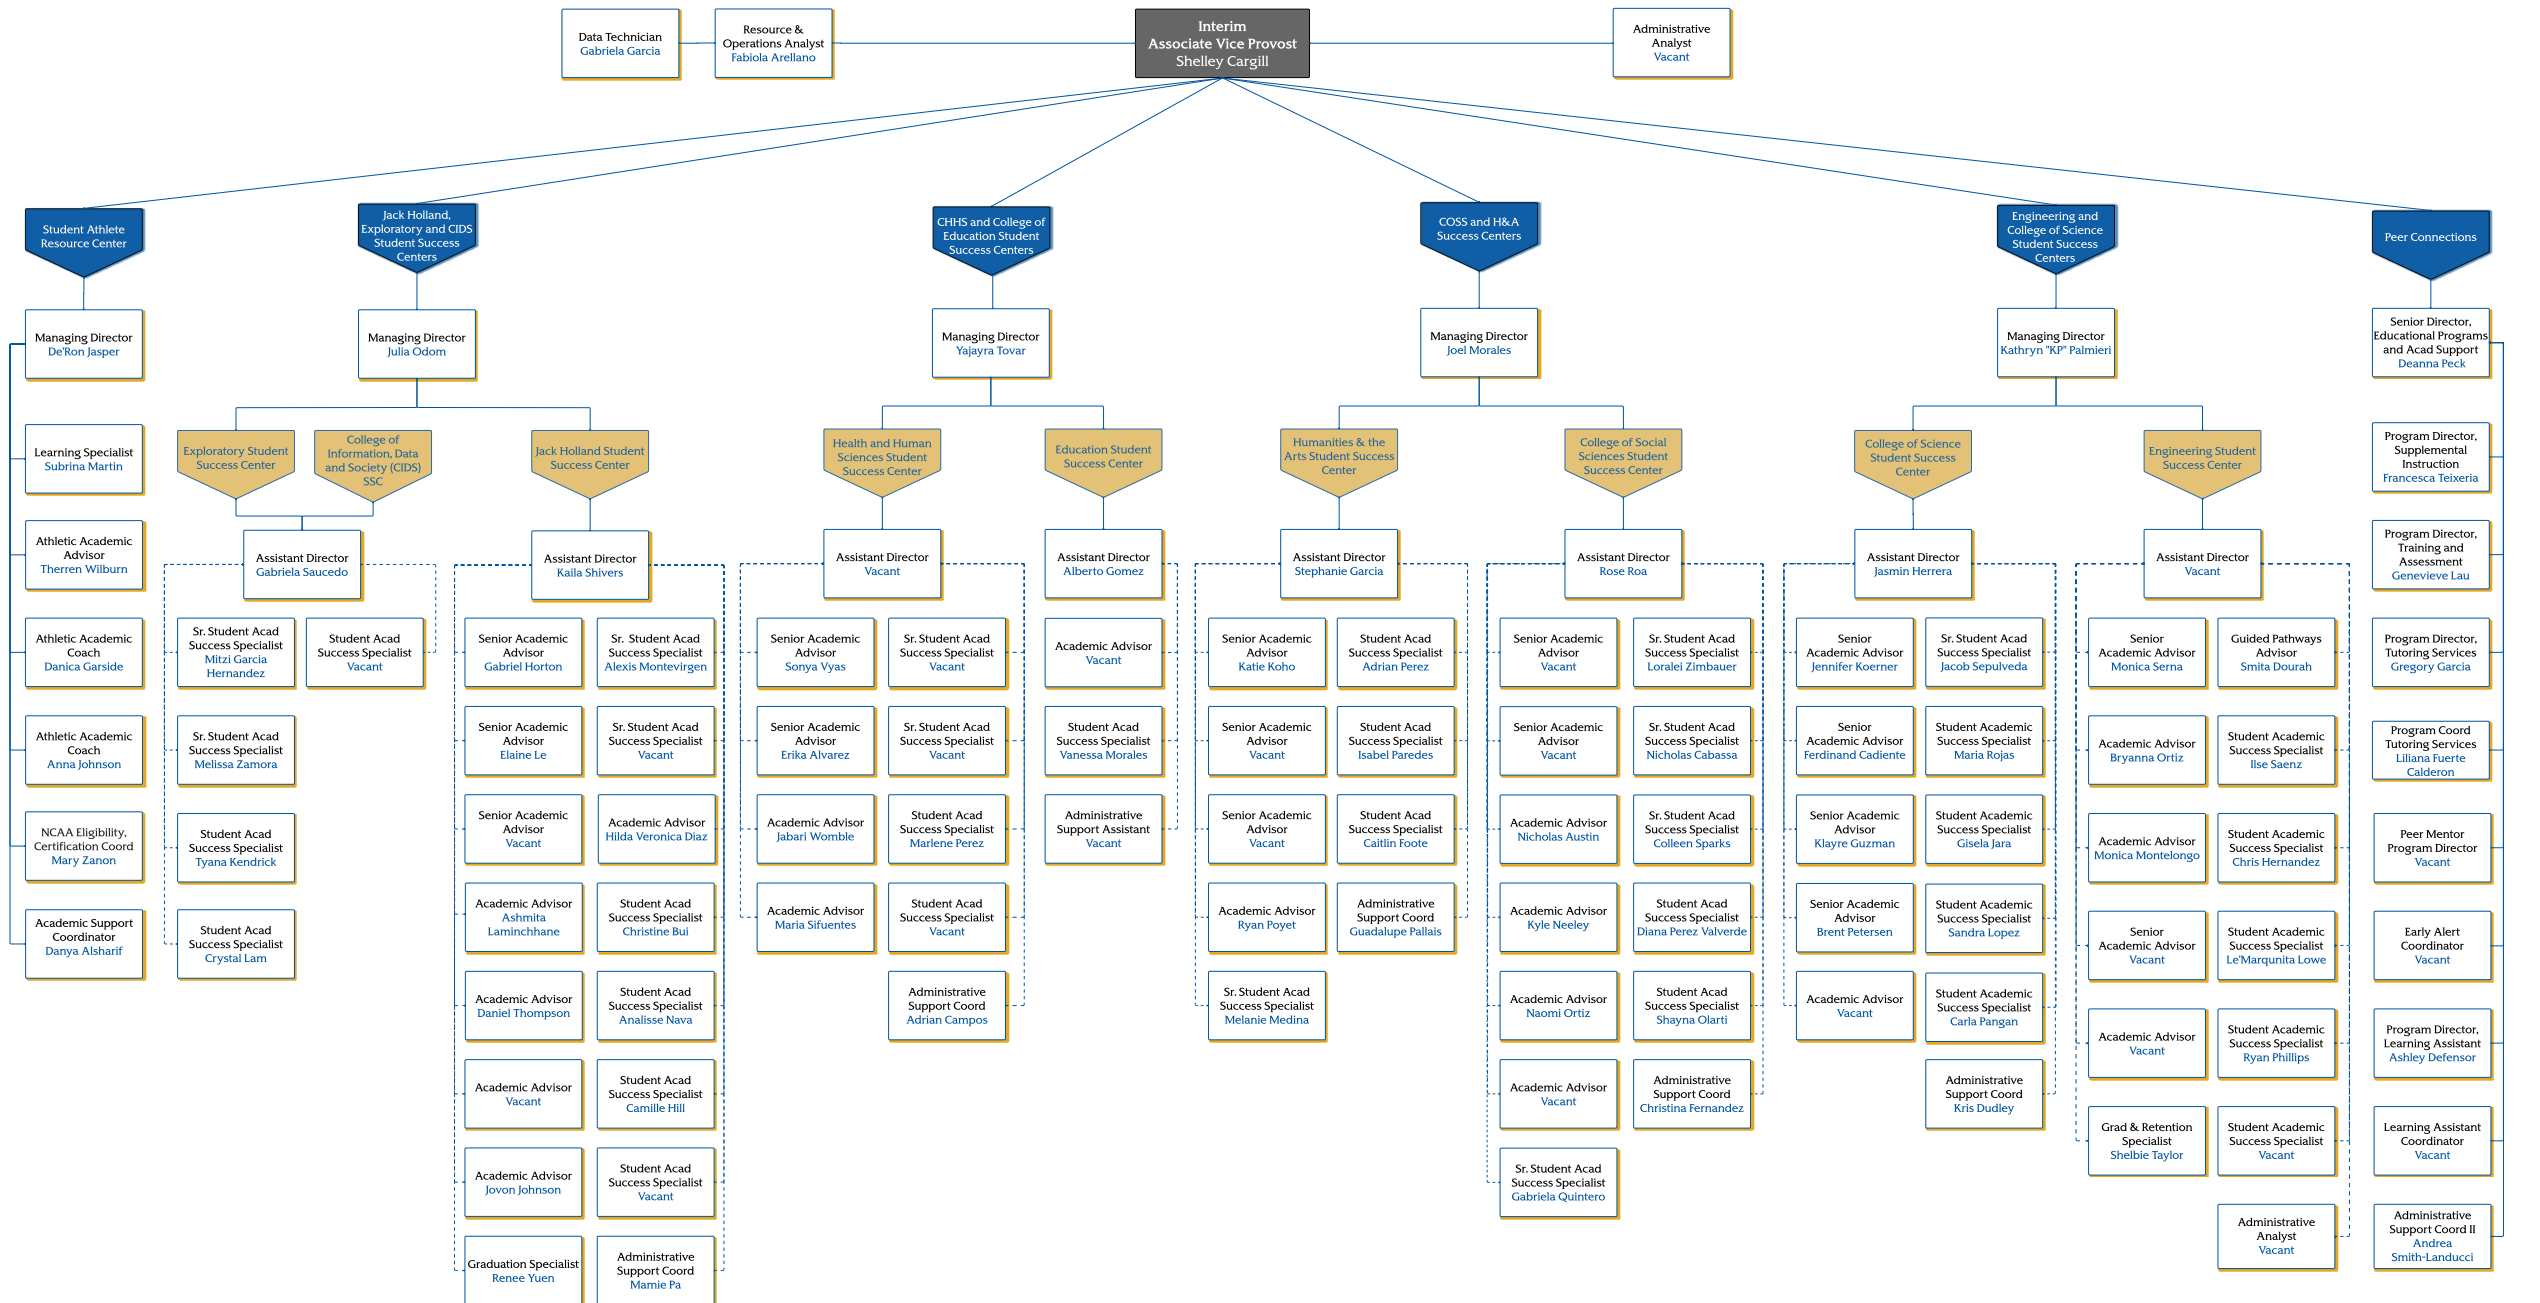 Data Technician
Gabriela Garcia
Resource &
Operations Analyst
Fabiola Arellano
Interim
Associate Vice Provost
Shelley Cargill
Administrative
Analyst
Vacant
Student Athlete
Resource Center
Jack Holland,
Exploratory and CIDS
Student Success
Centers
CHHS and College of
Education Student
Success Centers
COSS and H&A
Success Centers
Engineering and
College of Science
Student Success
Centers
Peer Connections
Managing Director
De'Ron Jasper
Managing Director
Julia Odom
Managing Director
Yajayra Tovar
Managing Director
Joel Morales
Managing Director
Kathryn "KP" Palmieri
Senior Director,
Educational Programs
and Acad Support
Deanna Peck
Learning Specialist
Subrina Martin
Athletic Academic
Advisor
Therren Wilburn
Athletic Academic
Coach
Danica Garside
Athletic Academic
Coach
Anna Johnson
NCAA Eligibility,
Certification Coord
Mary Zanon
Academic Support
Coordinator
Danya Alsharif
Exploratory Student
Success Center
College of
Information, Data
and Society (CIDS)
SSC
Assistant Director
Gabriela Saucedo
Sr. Student Acad
Success Specialist
Mitzi Garcia
Hernandez
Student Acad
Success Specialist
Vacant
Sr. Student Acad
Success Specialist
Melissa Zamora
Student Acad
Success Specialist
Tyana Kendrick
Student Acad
Success Specialist
Crystal Lam
Jack Holland Student
Success Center
Assistant Director
Kaila Shivers
Senior Academic
Advisor
Gabriel Horton
Sr. Student Acad
Success Specialist
Alexis Montevirgen
Senior Academic
Advisor
Elaine Le
Sr. Student Acad
Success Specialist
Vacant
Senior Academic
Advisor
Vacant
Academic Advisor
Hilda Veronica Diaz
Academic Advisor
Ashmita
Laminchhane
Student Acad
Success Specialist
Christine Bui
Academic Advisor
Daniel Thompson
Student Acad
Success Specialist
Analisse Nava
Academic Advisor
Vacant
Student Acad
Success Specialist
Camille Hill
Academic Advisor
Jovon Johnson
Student Acad
Success Specialist
Vacant
Graduation Specialist
Renee Yuen
Administrative
Support Coord
Mamie Pa
Health and Human
Sciences Student
Success Center
Assistant Director
Vacant
Senior Academic
Advisor
Sonya Vyas
Sr. Student Acad
Success Specialist
Vacant
Senior Academic
Advisor
Erika Alvarez
Sr. Student Acad
Success Specialist
Vacant
Academic Advisor
Jabari Womble
Student Acad
Success Specialist
Marlene Perez
Academic Advisor
Maria Sifuentes
Student Acad
Success Specialist
Vacant
Administrative
Support Coord
Adrian Campos
Education Student
Success Center
Assistant Director
Alberto Gomez
Academic Advisor
Vacant
Student Acad
Success Specialist
Vanessa Morales
Administrative
Support Assistant
Vacant
Humanities & the
Arts Student Success
Center
Assistant Director
Stephanie Garcia
Senior Academic
Advisor
Katie Koho
Student Acad
Success Specialist
Adrian Perez
Senior Academic
Advisor
Vacant
Student Acad
Success Specialist
Isabel Paredes
Senior Academic
Advisor
Vacant
Student Acad
Success Specialist
Caitlin Foote
Academic Advisor
Ryan Poyet
Administrative
Support Coord
Guadalupe Pallais
Sr. Student Acad
Success Specialist
Melanie Medina
College of Social
Sciences Student
Success Center
Assistant Director
Rose Roa
Senior Academic
Advisor
Vacant
Sr. Student Acad
Success Specialist
Loralei Zimbauer
Senior Academic
Advisor
Vacant
Sr. Student Acad
Success Specialist
Nicholas Cabassa
Academic Advisor
Nicholas Austin
Sr. Student Acad
Success Specialist
Colleen Sparks
Academic Advisor
Kyle Neeley
Student Acad
Success Specialist
Diana Perez Valverde
Academic Advisor
Naomi Ortiz
Student Acad
Success Specialist
Shayna Olarti
Academic Advisor
Vacant
Administrative
Support Coord
Christina Fernandez
Sr. Student Acad
Success Specialist
Gabriela Quintero
College of Science
Student Success
Center
Assistant Director
Jasmin Herrera
Senior
Academic Advisor
Jennifer Koerner
Sr. Student Acad
Success Specialist
Jacob Sepulveda
Senior
Academic Advisor
Ferdinand Cadiente
Student Academic
Success Specialist
Maria Rojas
Senior Academic
Advisor
Klayre Guzman
Student Academic
Success Specialist
Gisela Jara
Senior Academic
Advisor
Brent Petersen
Student Academic
Success Specialist
Sandra Lopez
Academic Advisor
Vacant
Student Academic
Success Specialist
Carla Pangan
Administrative
Support Coord
Kris Dudley
Engineering Student
Success Center
Assistant Director
Vacant
Senior
Academic Advisor
Monica Serna
Guided Pathways
Advisor
Smita Dourah
Academic Advisor
Bryanna Ortiz
Student Academic
Success Specialist
Ilse Saenz
Academic Advisor
Monica Montelongo
Student Academic
Success Specialist
Chris Hernandez
Senior
Academic Advisor
Vacant
Student Academic
Success Specialist
Le'Marqunita Lowe
Academic Advisor
Vacant
Student Academic
Success Specialist
Ryan Phillips
Grad & Retention
Specialist
Shelbie Taylor
Student Academic
Success Specialist
Vacant
Administrative
Analyst
Vacant
Program Director,
Supplemental
Instruction
Francesca Teixeria
Program Director,
Training and
Assessment
Genevieve Lau
Program Director,
Tutoring Services
Gregory Garcia
Program Coord
Tutoring Services
Liliana Fuerte
Calderon
Peer Mentor
Program Director
Vacant
Early Alert
Coordinator
Vacant
Program Director,
Learning Assistant
Ashley Defensor
Learning Assistant
Coordinator
Vacant
Administrative
Support Coord II
Andrea
Smith-Landucci